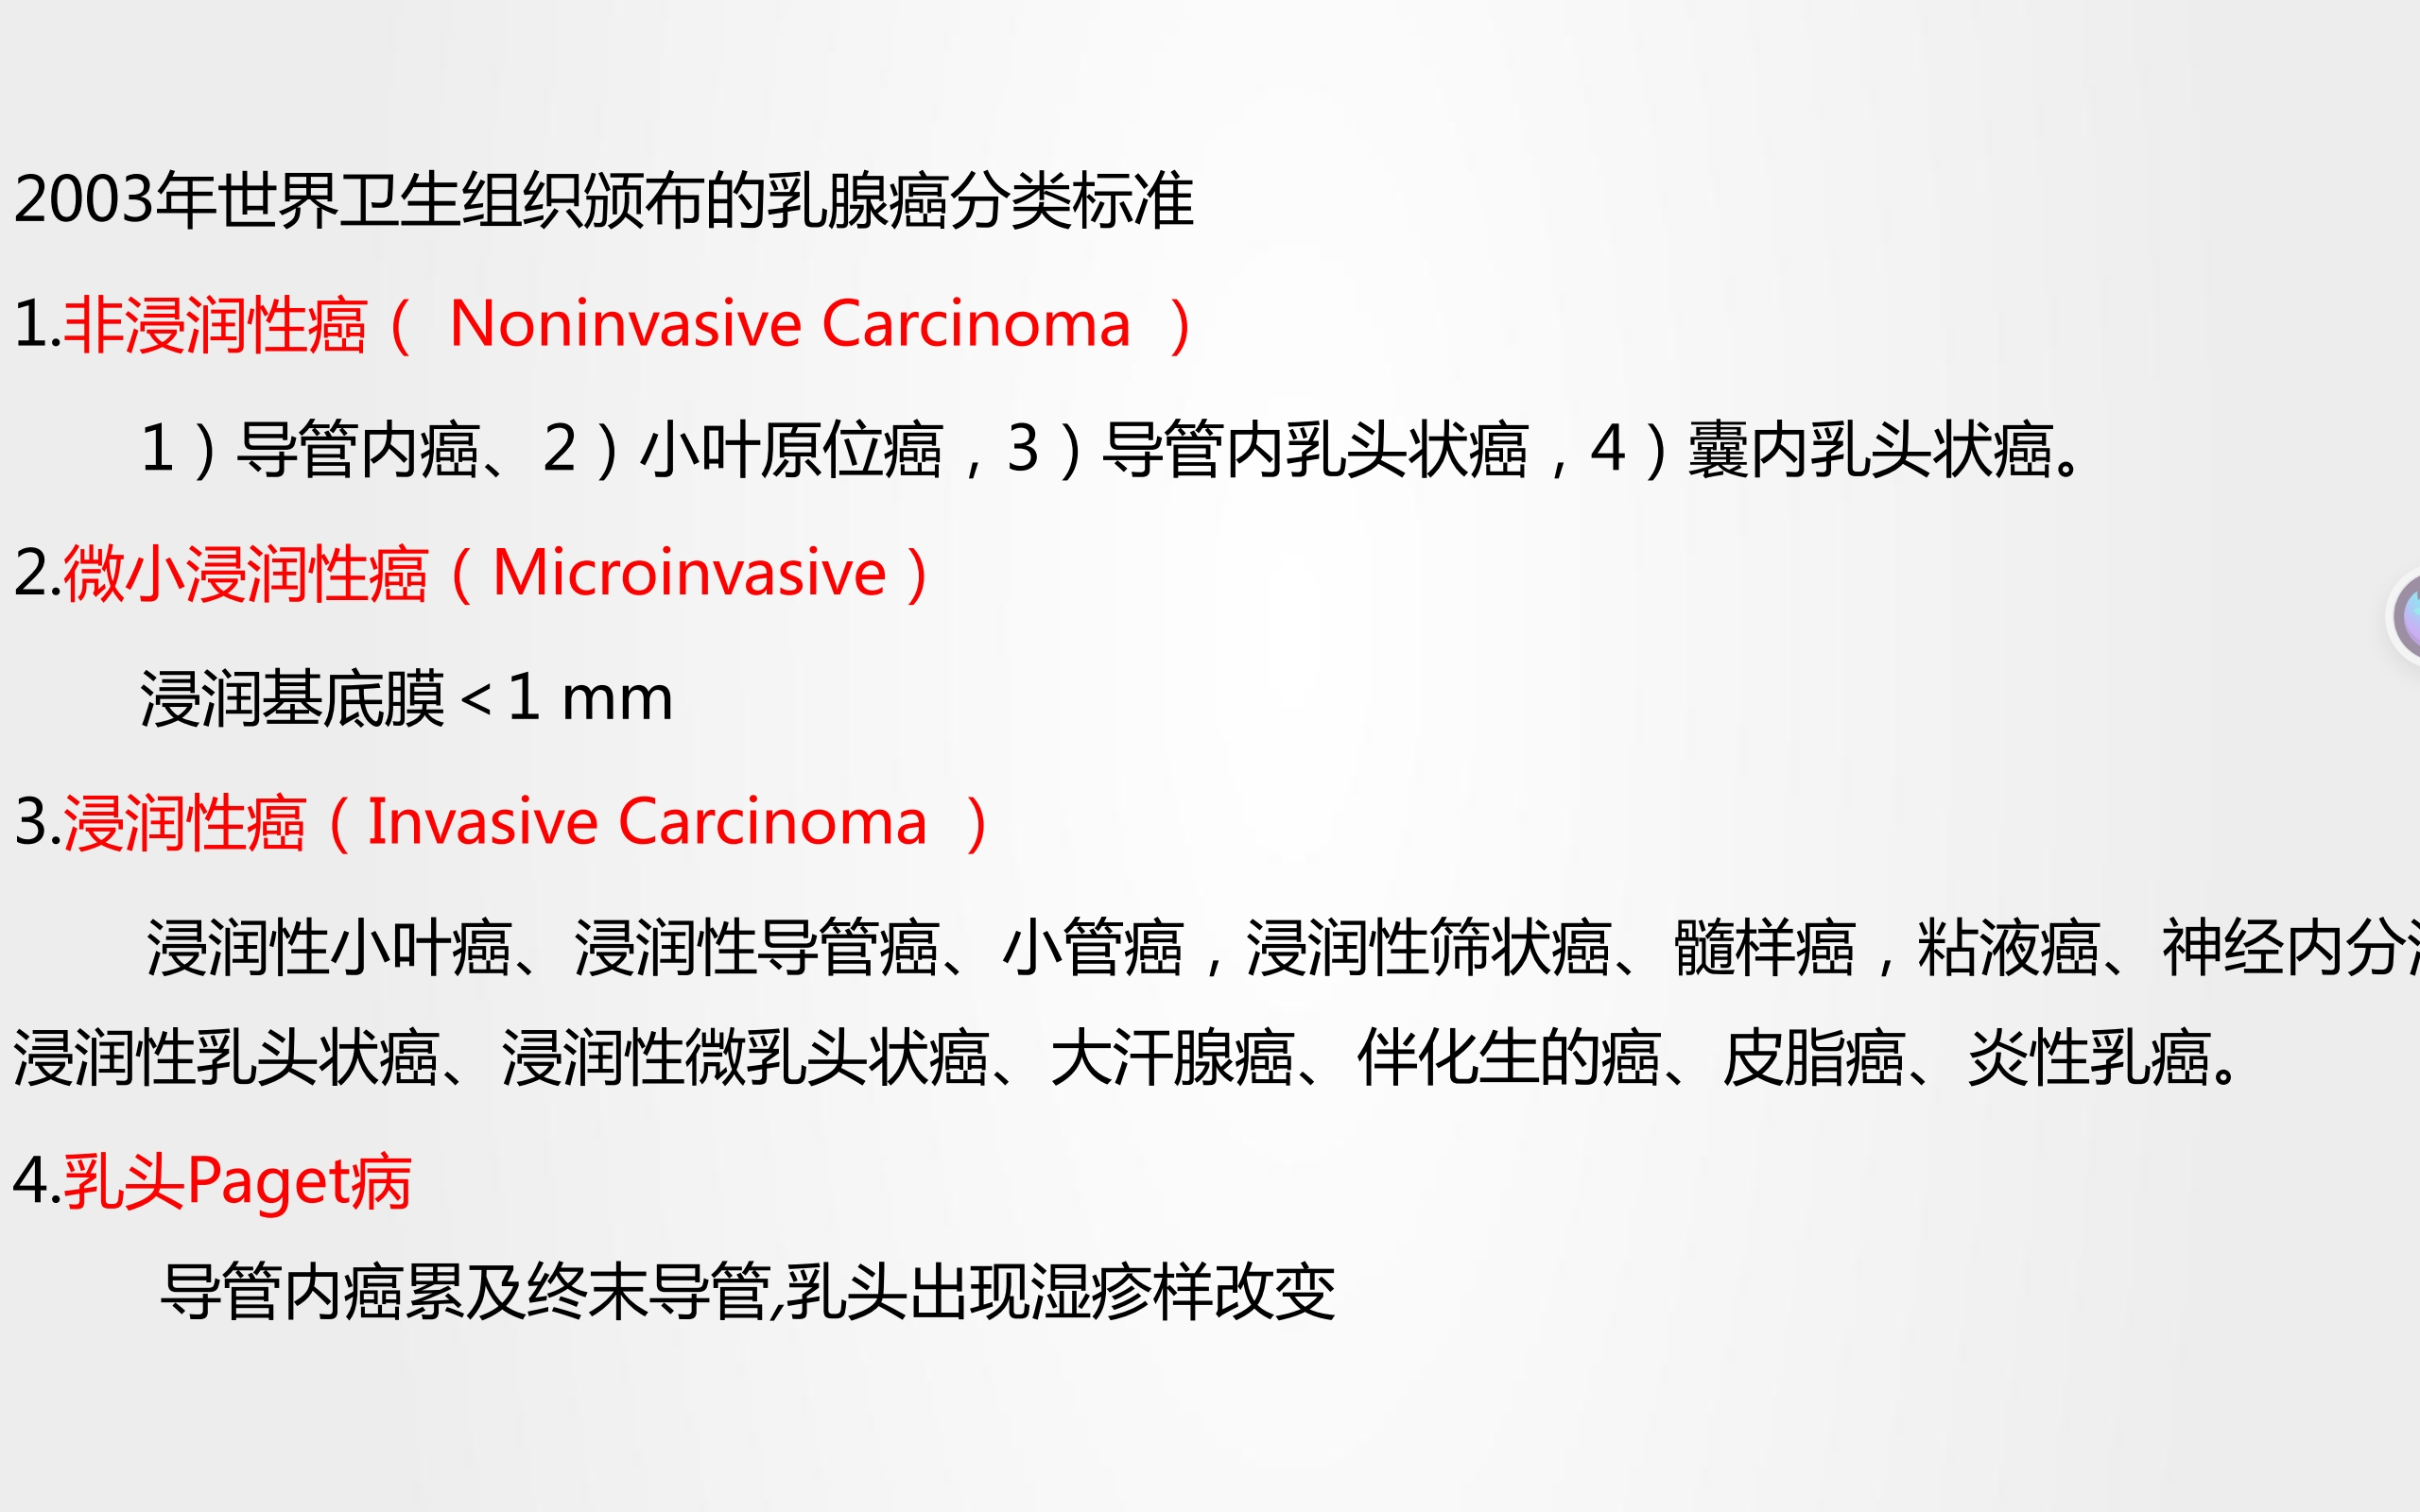 2003年世界卫生组织颁布的乳腺癌分类标准
1.非浸润性癌（ Noninvasive Carcinoma ）
1）导管内癌、2）小叶原位癌，3）导管内乳头状癌，4）囊内乳头状癌。
2.微小浸润性癌（Microinvasive）
浸润基底膜＜1 mm
3.浸润性癌（Invasive Carcinoma ）
浸润性小叶癌、浸润性导管癌、小管癌，浸润性筛状癌、髓样癌，粘液癌、神经内分
浸润性乳头状癌、浸润性微乳头状癌、大汗腺癌、伴化生的癌、皮脂癌、炎性乳癌。
4.乳头Paget病
导管内癌累及终末导管,乳头出现湿疹样改变